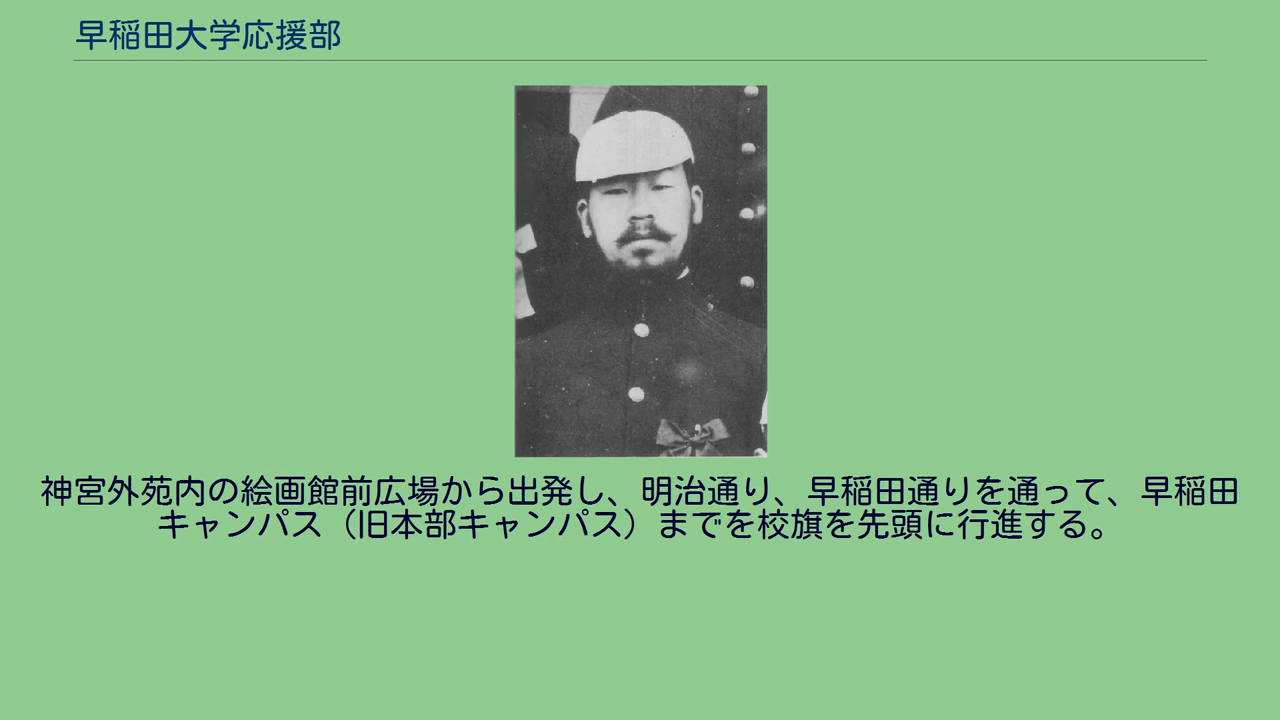 早稲田大学応援部
神宮外苑内の絵画館前広場から出発し、明治通り、早稲田通りを通って、早稲田
キャンパス（旧本部キャンパス）までを校旗を先頭に行進する。